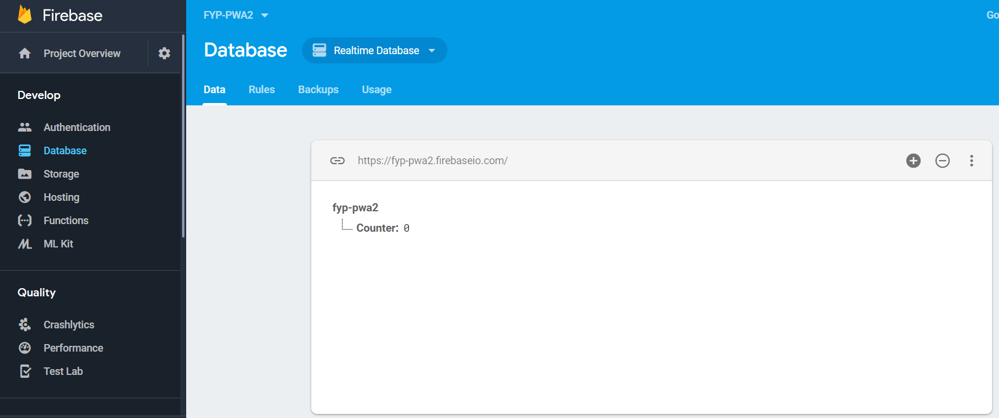 Firebase
Project Overview
Develop
Authentication
Database
Storage
Hosting
Functions
ML Kit
Quality
Crashlytics
Performance
Test Lab
FYP-PWA2
Go
Database
Realtime Database
Data Rules Backups Usage
https://fyp-pwa2.firebaseio.com/
fyp-pwa2
Counter: 0